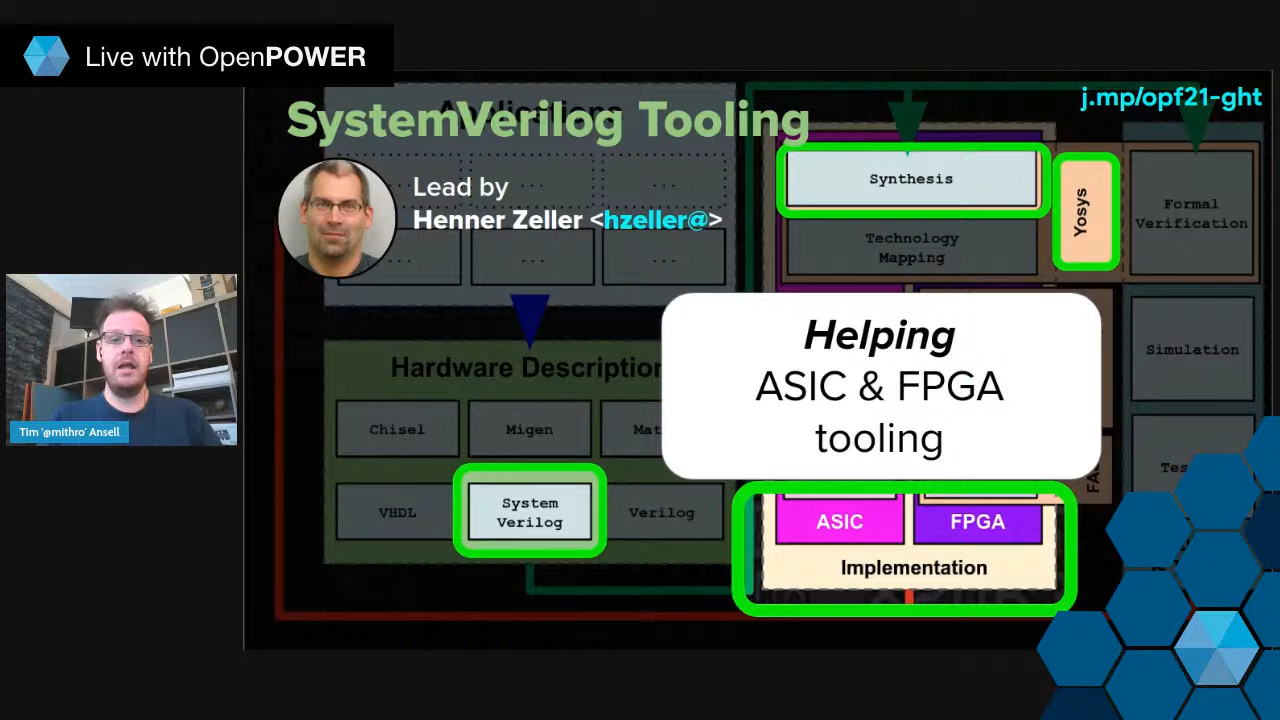 Live with OpenPOWER
j.mp/opf21-ght
Applications
SystemVerilog Tooling
Lead by
Henner Zeller <hzeller@>
...
...
...
...
...
...
Synthesis
Yosys
Technology
Mapping
Formal
Verification
Helping
ASIC & FPGA
tooling
Simulation
Hardware Description
Chisel
Migen
Mat
VHDL
System
Verilog
Verilog
ASIC
FPGA
Implementation
Tim '@mithro' Ansell